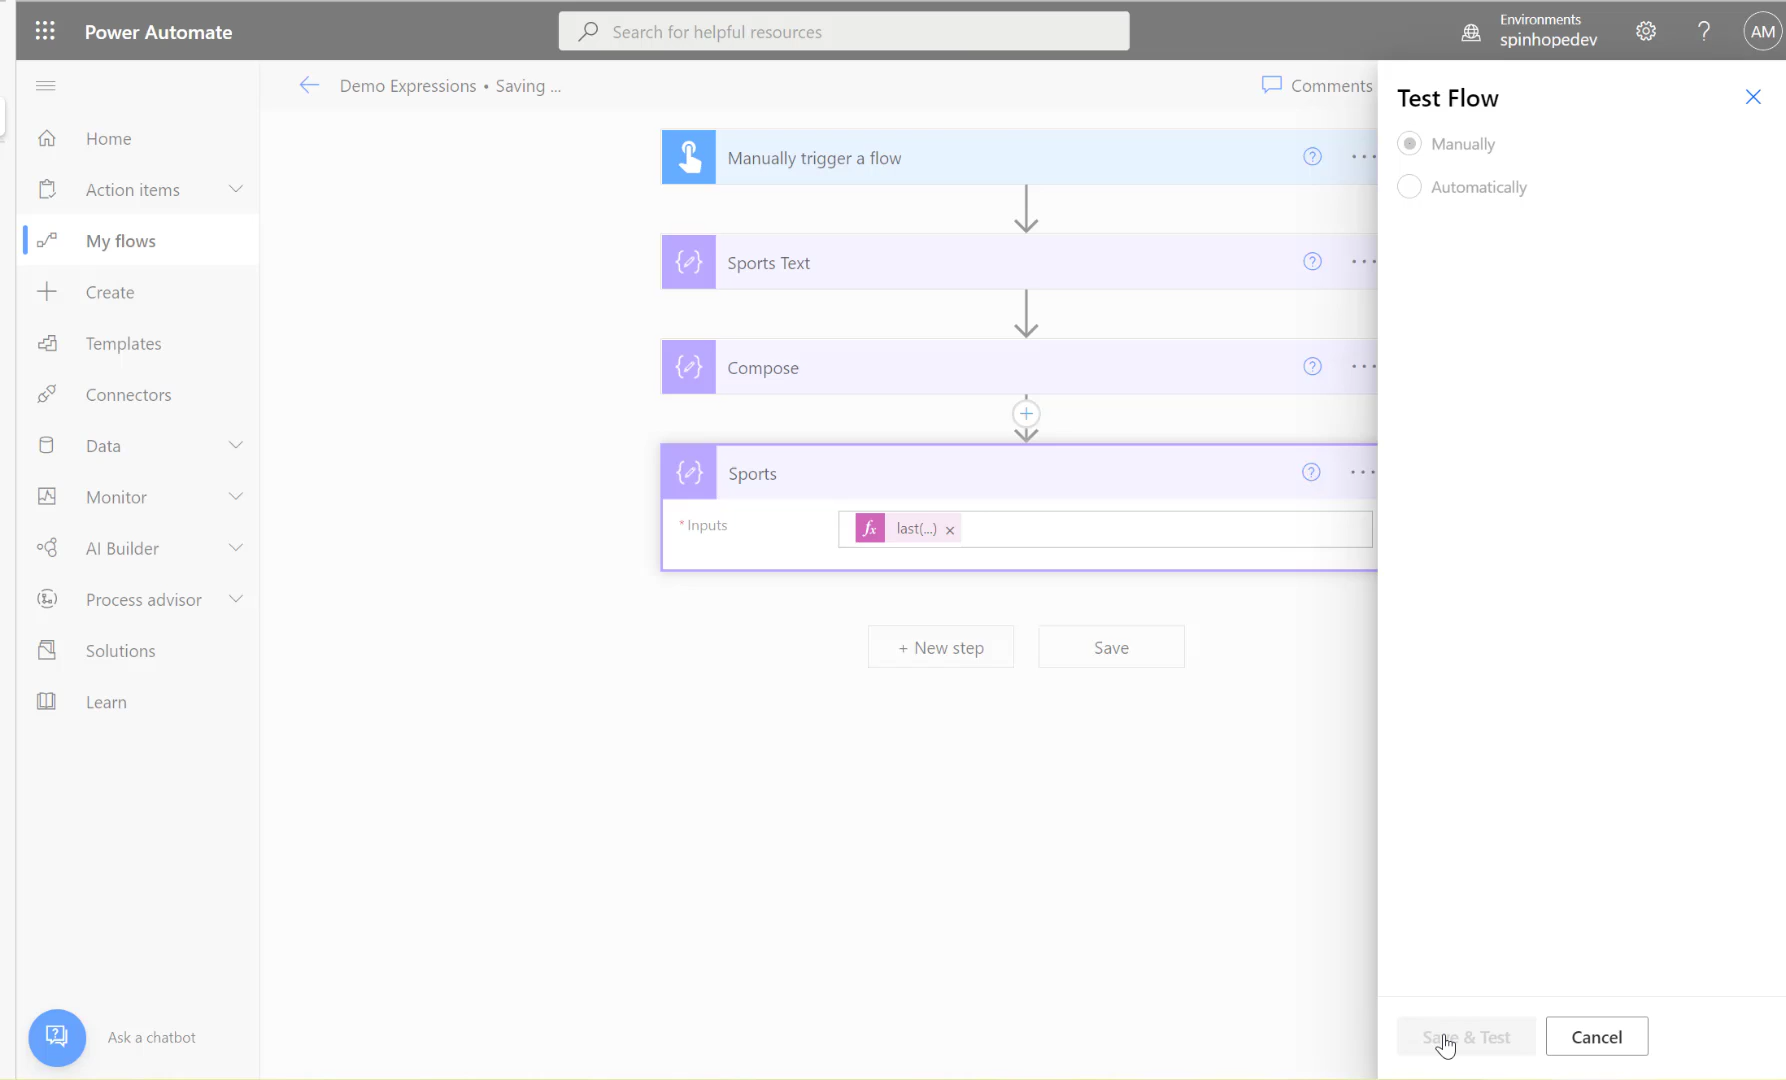 Power Automate
Search for helpful resources
Environments
spinhopedev
?
AM
Demo Expressions • Saving ...
Comments
Home
Action items
My flows
Create
Templates
Connectors
Data
Monitor
AI Builder
Process advisor
Solutions
Learn
Ask a chatbot
Manually trigger a flow
Sports Text
Compose
Sports
* Inputs
fx last(...) ×
+ New step
Save
Test Flow
Manually
Automatically
Save & Test
Cancel